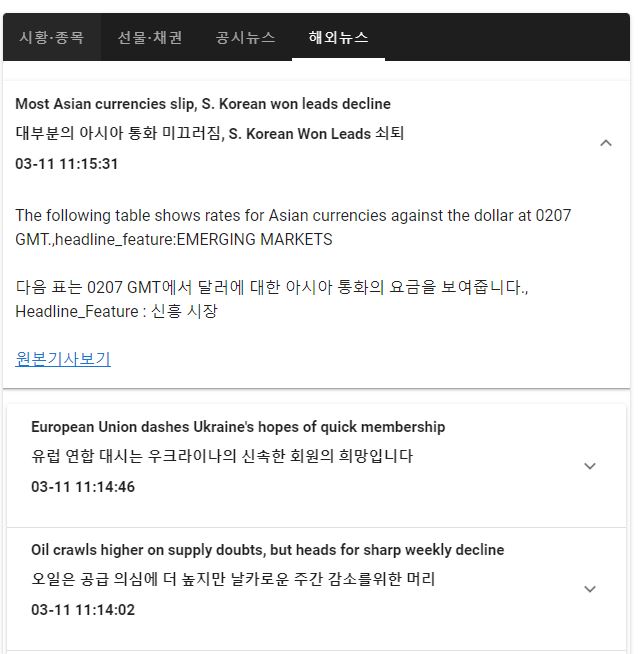 시황·종목 선물·채권 공시뉴스 해외뉴스
Most Asian currencies slip, S. Korean won leads decline
대부분의 아시아 통화 미끄러짐, S. Korean Won Leads 쇠퇴
03-11 11:15:31
The following table shows rates for Asian currencies against the dollar at 0207
GMT.,headline_feature:EMERGING MARKETS
다음 표는 0207 GMT에서 달러에 대한 아시아 통화의 요금을 보여줍니다.,
Headline_Feature : 신흥 시장
원본기사보기
European Union dashes Ukraine's hopes of quick membership
유럽 연합 대시는 우크라이나의 신속한 회원의 희망입니다
03-11 11:14:46
Oil crawls higher on supply doubts, but heads for sharp weekly decline
오일은 공급 의심에 더 높지만 날카로운 주간 감소를위한 머리
03-11 11:14:02